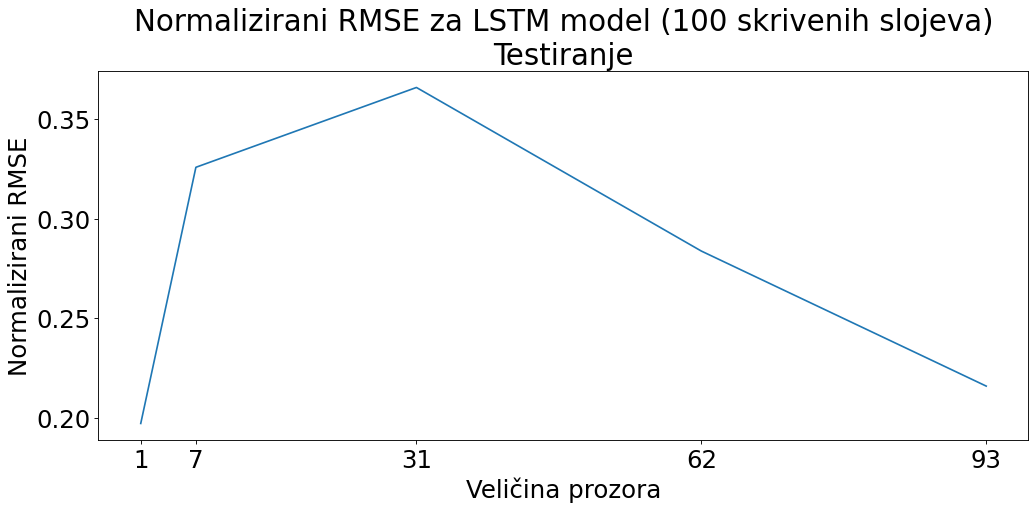 Normalizirani RMSE za LSTM model (100 skrivenih slojeva)
Testiranje
Normalizirani RMSE
0.35
0.30
0.25
0.20
1 7 31 62 93
Veličina prozora